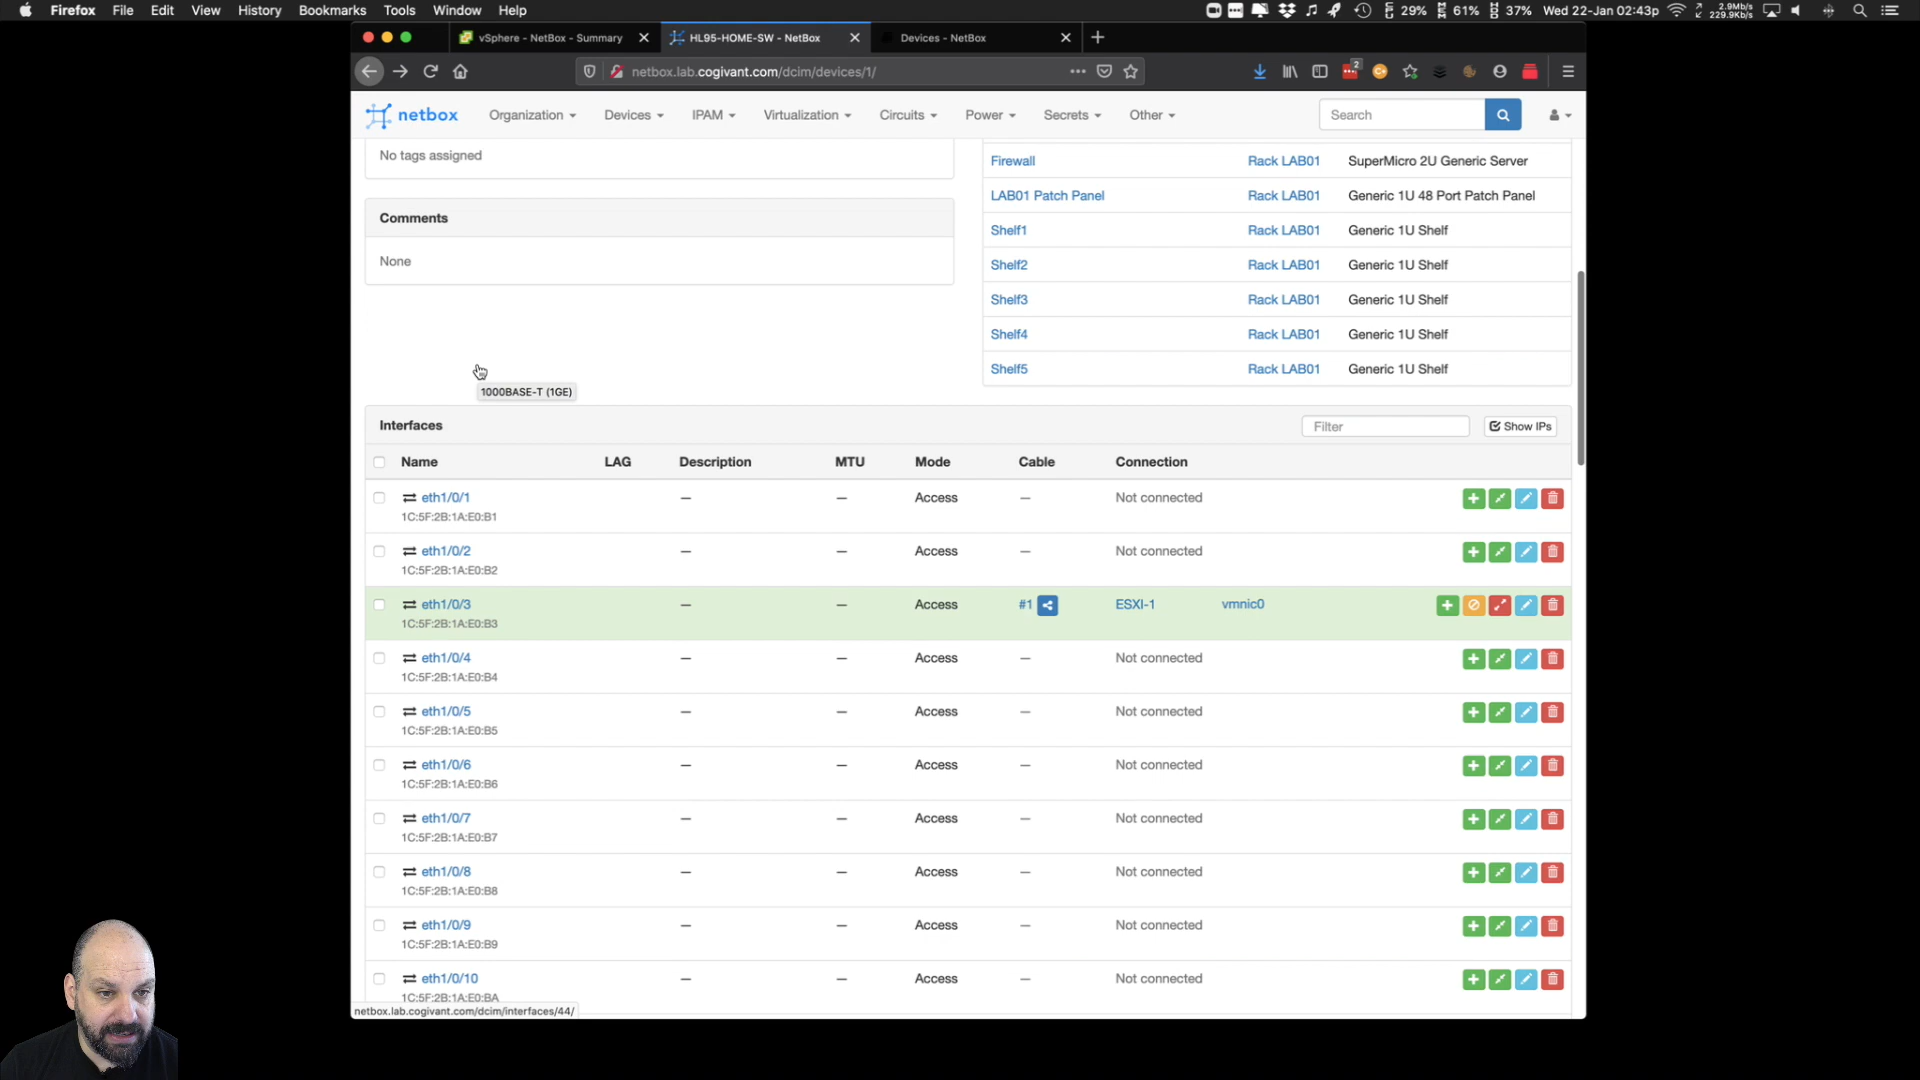 Firefox File Edit View History Bookmarks Tools Window Help 29% 61% 37% Wed 22-Jan 02:43p 2.9Mb/s 229.9Kb/s
vSphere - NetBox - Summary HL95-HOME-SW - NetBox Devices - NetBox
netbox.lab.cogivant.com/dcim/devices/1/ 2
netbox Organization Devices IPAM Virtualization Circuits Power Secrets Other Search
No tags assigned
Comments
None
Firewall Rack LAB01 SuperMicro 2U Generic Server
LAB01 Patch Panel Rack LAB01 Generic 1U 48 Port Patch Panel
Shelf1 Rack LAB01 Generic 1U Shelf
Shelf2 Rack LAB01 Generic 1U Shelf
Shelf3 Rack LAB01 Generic 1U Shelf
Shelf4 Rack LAB01 Generic 1U Shelf
Shelf5 Rack LAB01 Generic 1U Shelf
1000BASE-T (1GE)
Interfaces Filter Show IPs
Name LAG Description MTU Mode Cable Connection
eth1/0/1 — — Access — Not connected
1C:5F:2B:1A:E0:B1
eth1/0/2 — — Access — Not connected
1C:5F:2B:1A:E0:B2
eth1/0/3 — — Access #1 ESXI-1 vmnic0
1C:5F:2B:1A:E0:B3
eth1/0/4 — — Access — Not connected
1C:5F:2B:1A:E0:B4
eth1/0/5 — — Access — Not connected
1C:5F:2B:1A:E0:B5
eth1/0/6 — — Access — Not connected
1C:5F:2B:1A:E0:B6
eth1/0/7 — — Access — Not connected
1C:5F:2B:1A:E0:B7
eth1/0/8 — — Access — Not connected
1C:5F:2B:1A:E0:B8
eth1/0/9 — — Access — Not connected
1C:5F:2B:1A:E0:B9
eth1/0/10 — — Access — Not connected
1C:5F:2B:1A:E0:BA
netbox.lab.cogivant.com/dcim/interfaces/44/